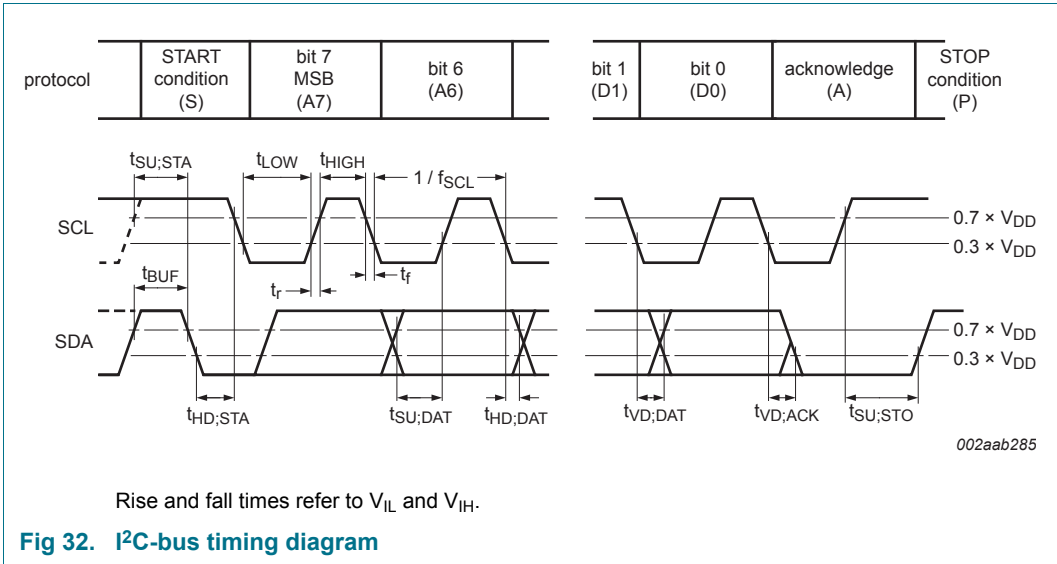 protocol
START
condition
(S)
bit 7
MSB
(A7)
bit 6
(A6)
bit 1
(D1)
bit 0
(D0)
acknowledge
(A)
STOP
condition
(P)
tSU;STA
tLOW
tHIGH
1 / fSCL
SCL
0.7 × VDD
0.3 × VDD
tBUF
tr
tf
SDA
0.7 × VDD
0.3 × VDD
tHD;STA
tSU;DAT
tHD;DAT
tVD;DAT
tVD;ACK
tSU;STO
002aab285
Rise and fall times refer to VIL and VIH.
Fig 32. I²C-bus timing diagram